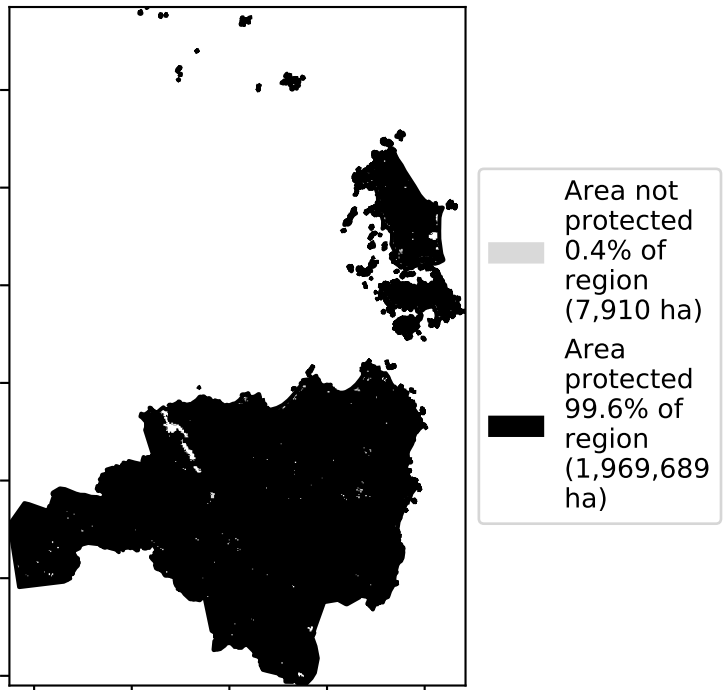 Area not
protected
0.4% of
region
(7,910 ha)
Area
protected
99.6% of
region
(1,969,689
ha)